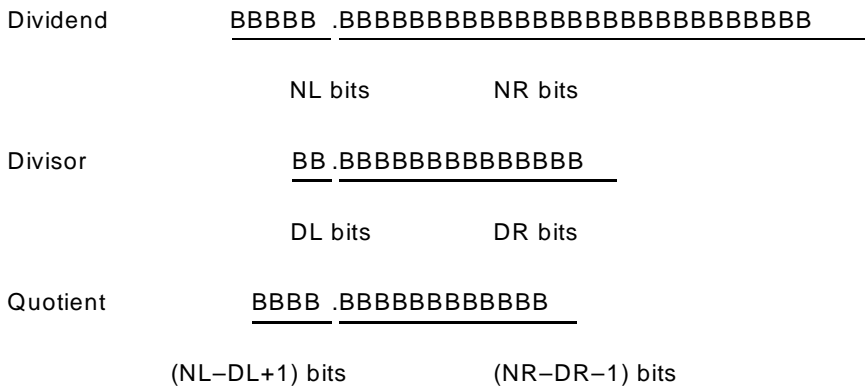 Dividend BBBBB .BBBBBBBBBBBBBBBBBBBBBBBBBBB
NL bits NR bits
Divisor BB .BBBBBBBBBBBBBB
DL bits DR bits
Quotient BBBB .BBBBBBBBBBBB
(NL–DL+1) bits (NR–DR–1) bits